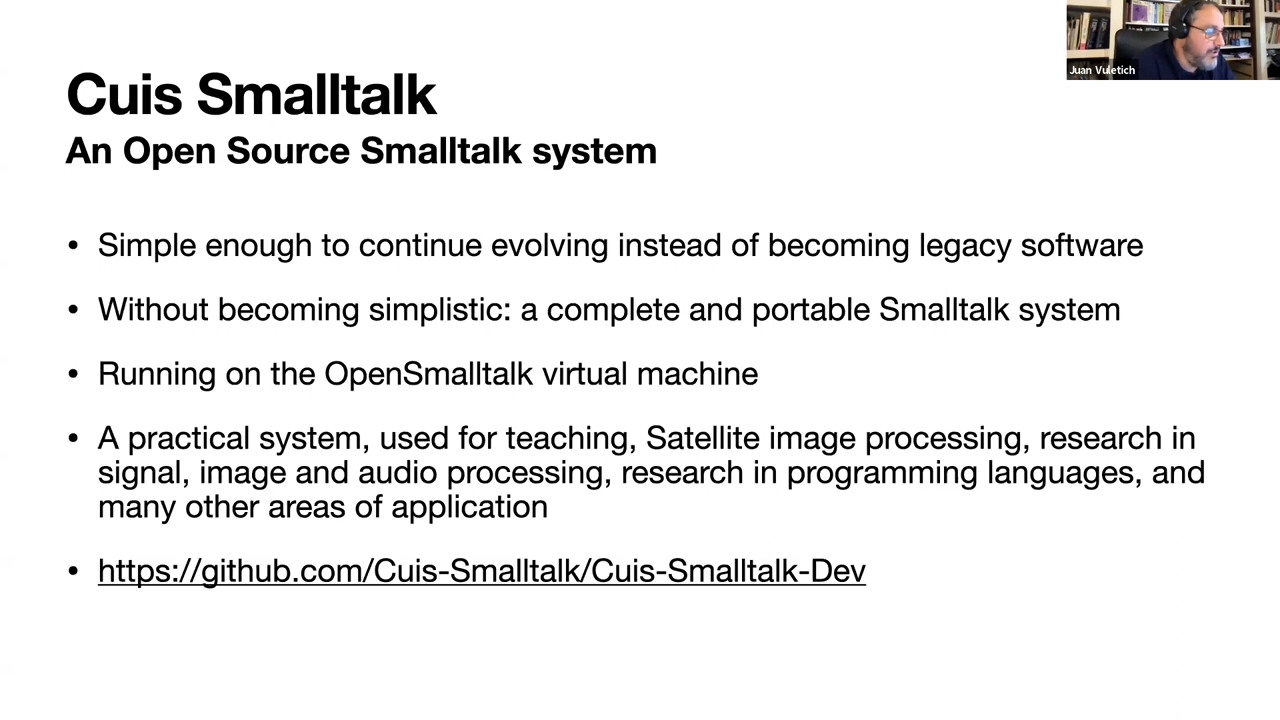 Juan Vuletich
Cuis Smalltalk
An Open Source Smalltalk system
• Simple enough to continue evolving instead of becoming legacy software
• Without becoming simplistic: a complete and portable Smalltalk system
• Running on the OpenSmalltalk virtual machine
• A practical system, used for teaching, Satellite image processing, research in
signal, image and audio processing, research in programming languages, and
many other areas of application
• https://github.com/Cuis-Smalltalk/Cuis-Smalltalk-Dev